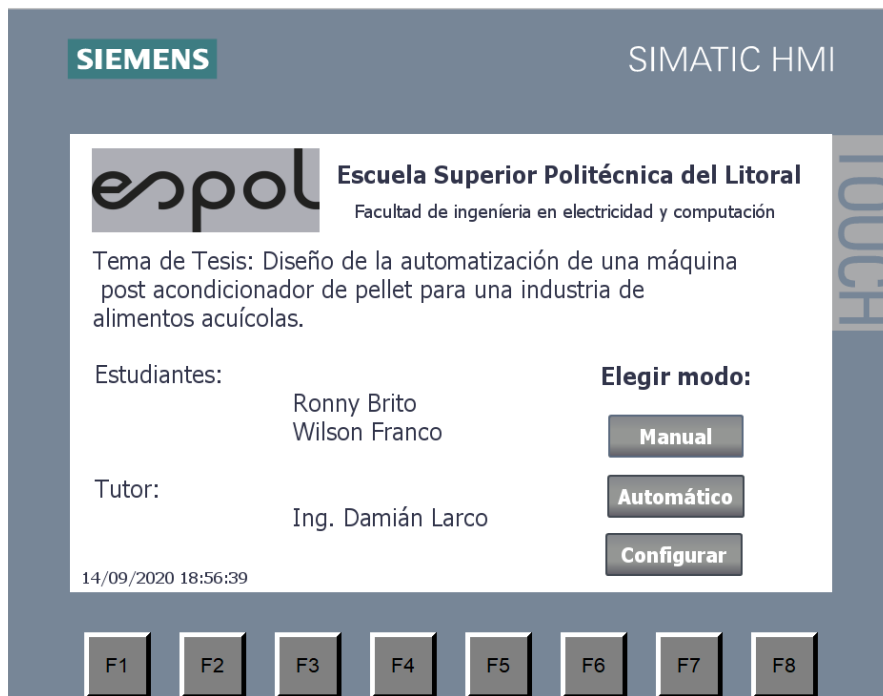 SIEMENS
SIMATIC HMI
TOUCH
espol
Escuela Superior Politécnica del Litoral
Facultad de ingeníeria en electricidad y computación
Tema de Tesis: Diseño de la automatización de una máquina
post acondicionador de pellet para una industria de
alimentos acuícolas.
Estudiantes:
Ronny Brito
Wilson Franco
Tutor:
Ing. Damián Larco
Elegir modo:
Manual
Automático
Configurar
14/09/2020 18:56:39
F1 F2 F3 F4 F5 F6 F7 F8